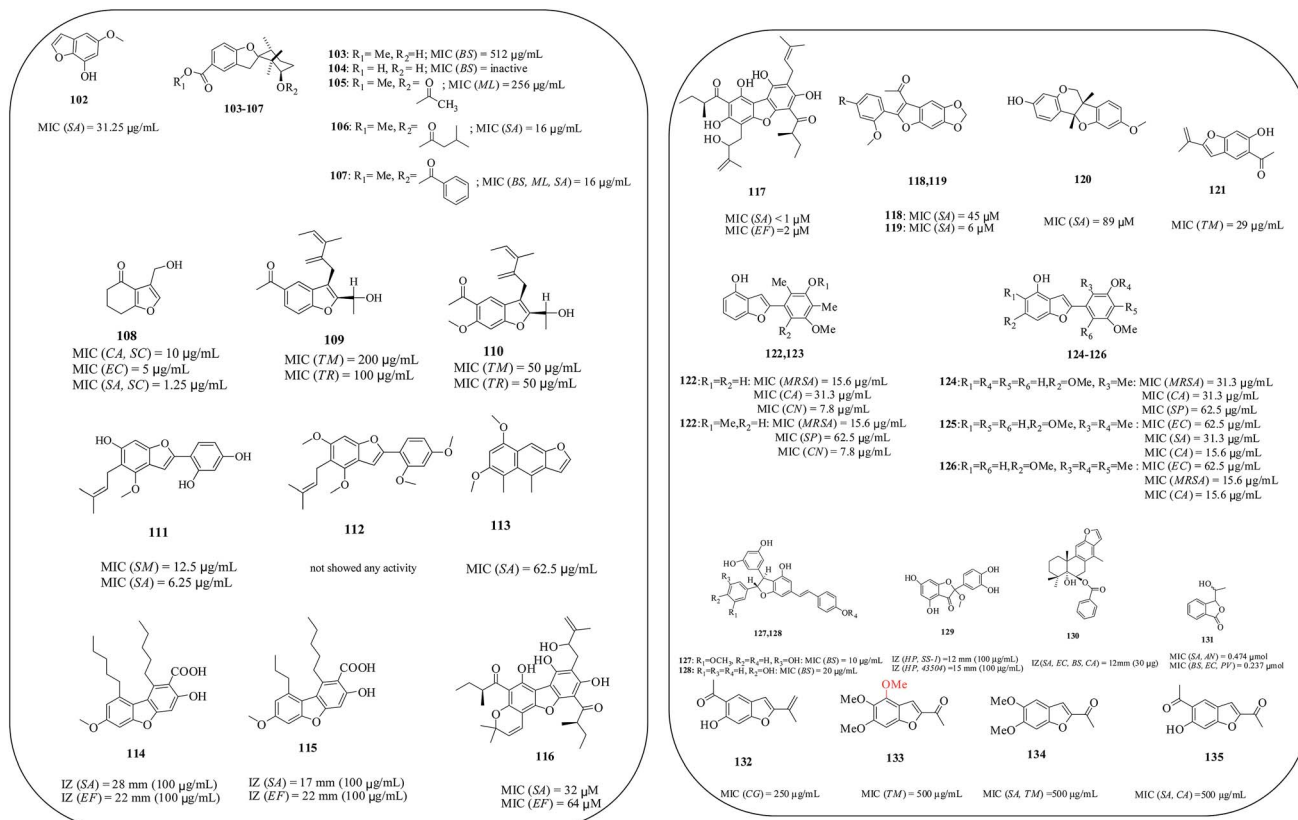 102
MIC (SA) = 31.25 µg/mL
103-107
103: R1= Me, R2=H; MIC (BS) = 512 µg/mL
104: R1= H, R2= H; MIC (BS) = inactive
105: R1= Me, R2= ; MIC (ML) = 256 µg/mL
106: R1= Me, R2= ; MIC (SA) = 16 µg/mL
107: R1= Me, R2= ; MIC (BS, ML, SA) = 16 µg/mL
108
MIC (CA, SC) = 10 µg/mL
MIC (EC) = 5 µg/mL
MIC (SA, SC) = 1.25 µg/mL
109
MIC (TM) = 200 µg/mL
MIC (TR) = 100 µg/mL
110
MIC (TM) = 50 µg/mL
MIC (TR) = 50 µg/mL
111
MIC (SM) = 12.5 µg/mL
MIC (SA) = 6.25 µg/mL
112
not showed any activity
113
MIC (SA) = 62.5 µg/mL
114
IZ (SA) = 28 mm (100 µg/mL)
IZ (EF) = 22 mm (100 µg/mL)
115
IZ (SA) = 17 mm (100 µg/mL)
IZ (EF) = 22 mm (100 µg/mL)
116
MIC (SA) = 32 µM
MIC (EF) = 64 µM
117
MIC (SA) <1 µM
MIC (EF) =2 µM
118,119
118: MIC (SA) = 45 µM
119: MIC (SA) = 6 µM
120
MIC (SA) = 89 µM
121
MIC (TM) = 29 µg/mL
122,123
122:R1=R2=H: MIC (MRSA) = 15.6 µg/mL
MIC (CA) = 31.3 µg/mL
MIC (CN) = 7.8 µg/mL
122:R1=Me,R2=H: MIC (MRSA) = 15.6 µg/mL
MIC (SP) = 62.5 µg/mL
MIC (CN) = 7.8 µg/mL
124-126
124:R1=R4=R5=R6=H,R2=OMe, R3=Me: MIC (MRSA) = 31.3 µg/mL
MIC (CA) = 31.3 µg/mL
MIC (SP) = 62.5 µg/mL
125:R1=R5=R6=H,R2=OMe, R3=R4=Me : MIC (EC) = 62.5 µg/mL
MIC (SA) = 31.3 µg/mL
MIC (CA) = 15.6 µg/mL
126:R1=R6=H,R2=OMe, R3=R4=R5=Me : MIC (EC) = 62.5 µg/mL
MIC (MRSA) = 15.6 µg/mL
MIC (CA) = 15.6 µg/mL
127,128
127: R1=OCH3, R2=R4=H, R3=OH: MIC (BS) = 10 µg/mL
128: R1=R3=R4=H, R2=OH: MIC (BS) = 20 µg/mL
129
IZ (HP, SS-1) =12 mm (100 µg/mL)
IZ (HP, 43504) =15 mm (100 µg/mL)
130
IZ(SA, EC, BS, CA) = 12mm (30 µg)
131
MIC (SA, AN) = 0.474 µmol
MIC (BS, EC, PV) = 0.237 µmol
132
MIC (CG) = 250 µg/mL
133
MIC (TM) = 500 µg/mL
134
MIC (SA, TM) =500 µg/mL
135
MIC (SA, CA) =500 µg/mL